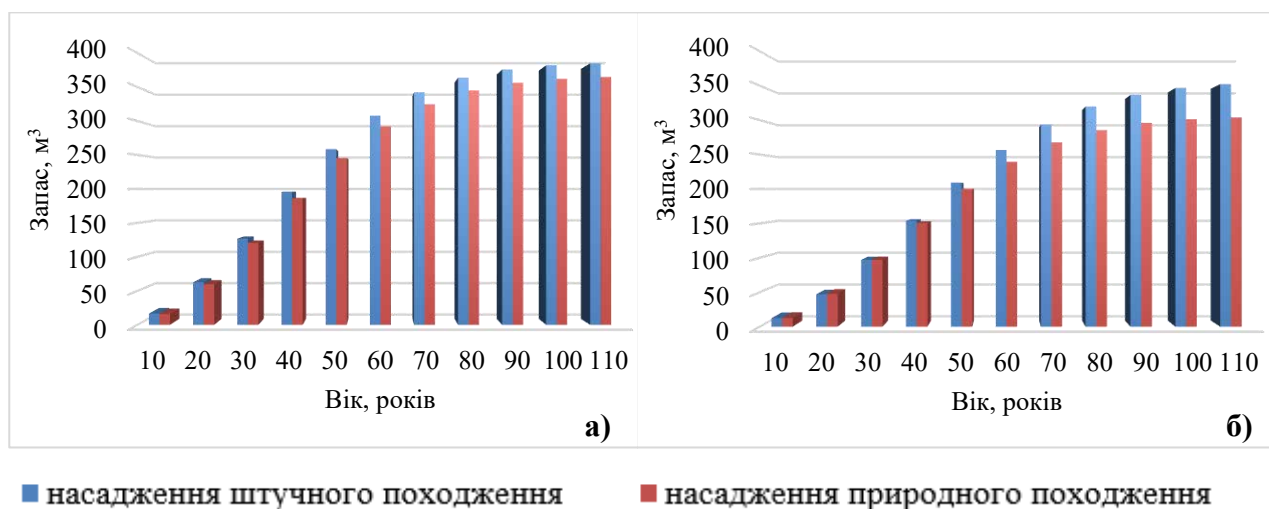 Запас, м³
400
350
300
250
200
150
100
50
0
10 20 30 40 50 60 70 80 90 100 110
Вік, років
а)
Запас, м³
400
350
300
250
200
150
100
50
0
10 20 30 40 50 60 70 80 90 100 110
Вік, років
б)
насадження штучного походження
насадження природного походження